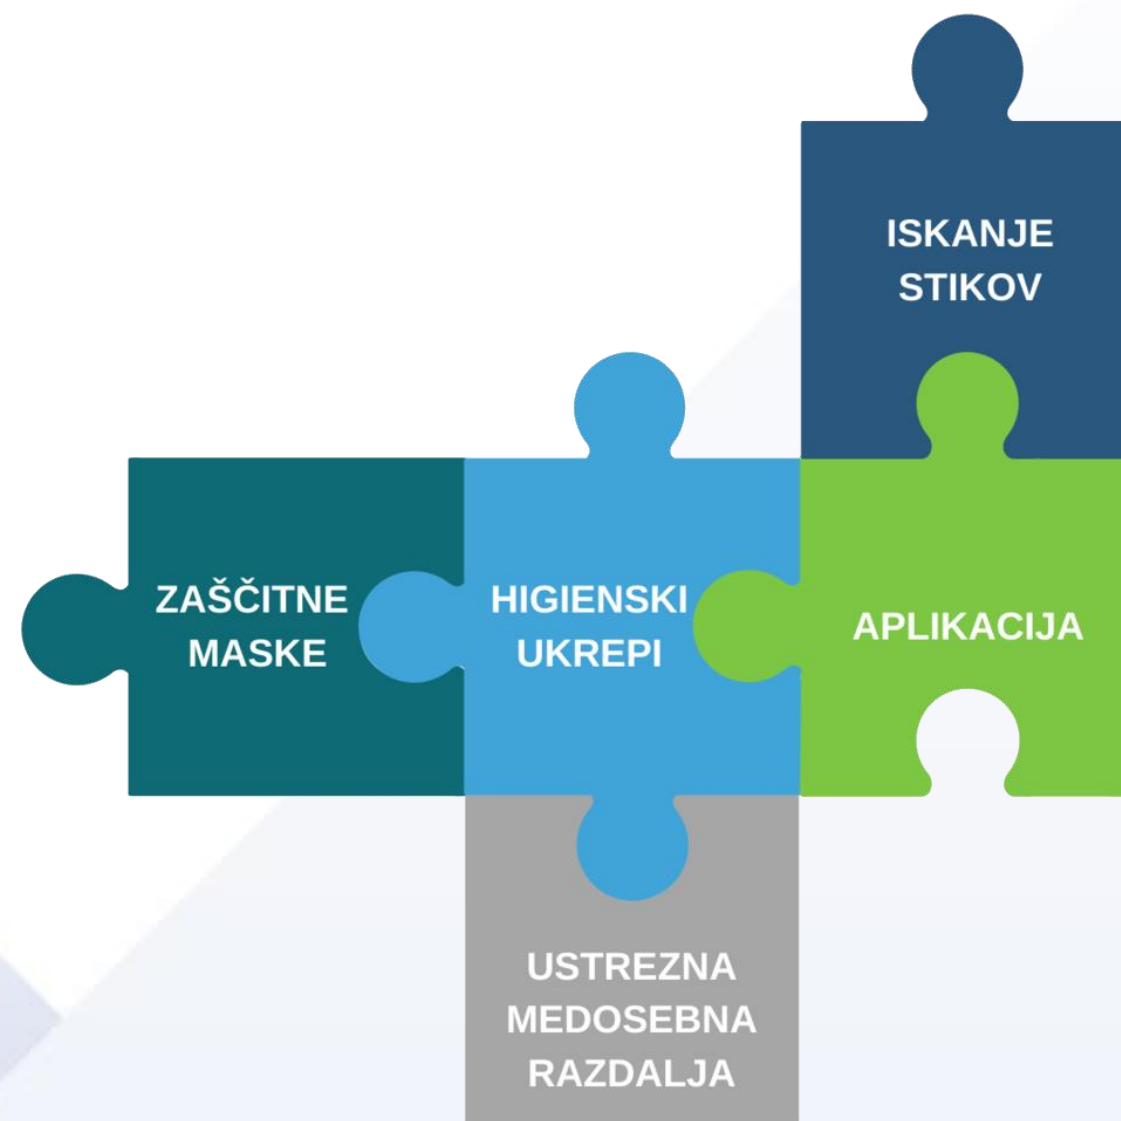 ISKANJE
STIKOV
ZAŠČITNE
MASKE
HIGIENSKI
UKREPI
APLIKACIJA
USTREZNA
MEDOSEBNA
RAZDALJA